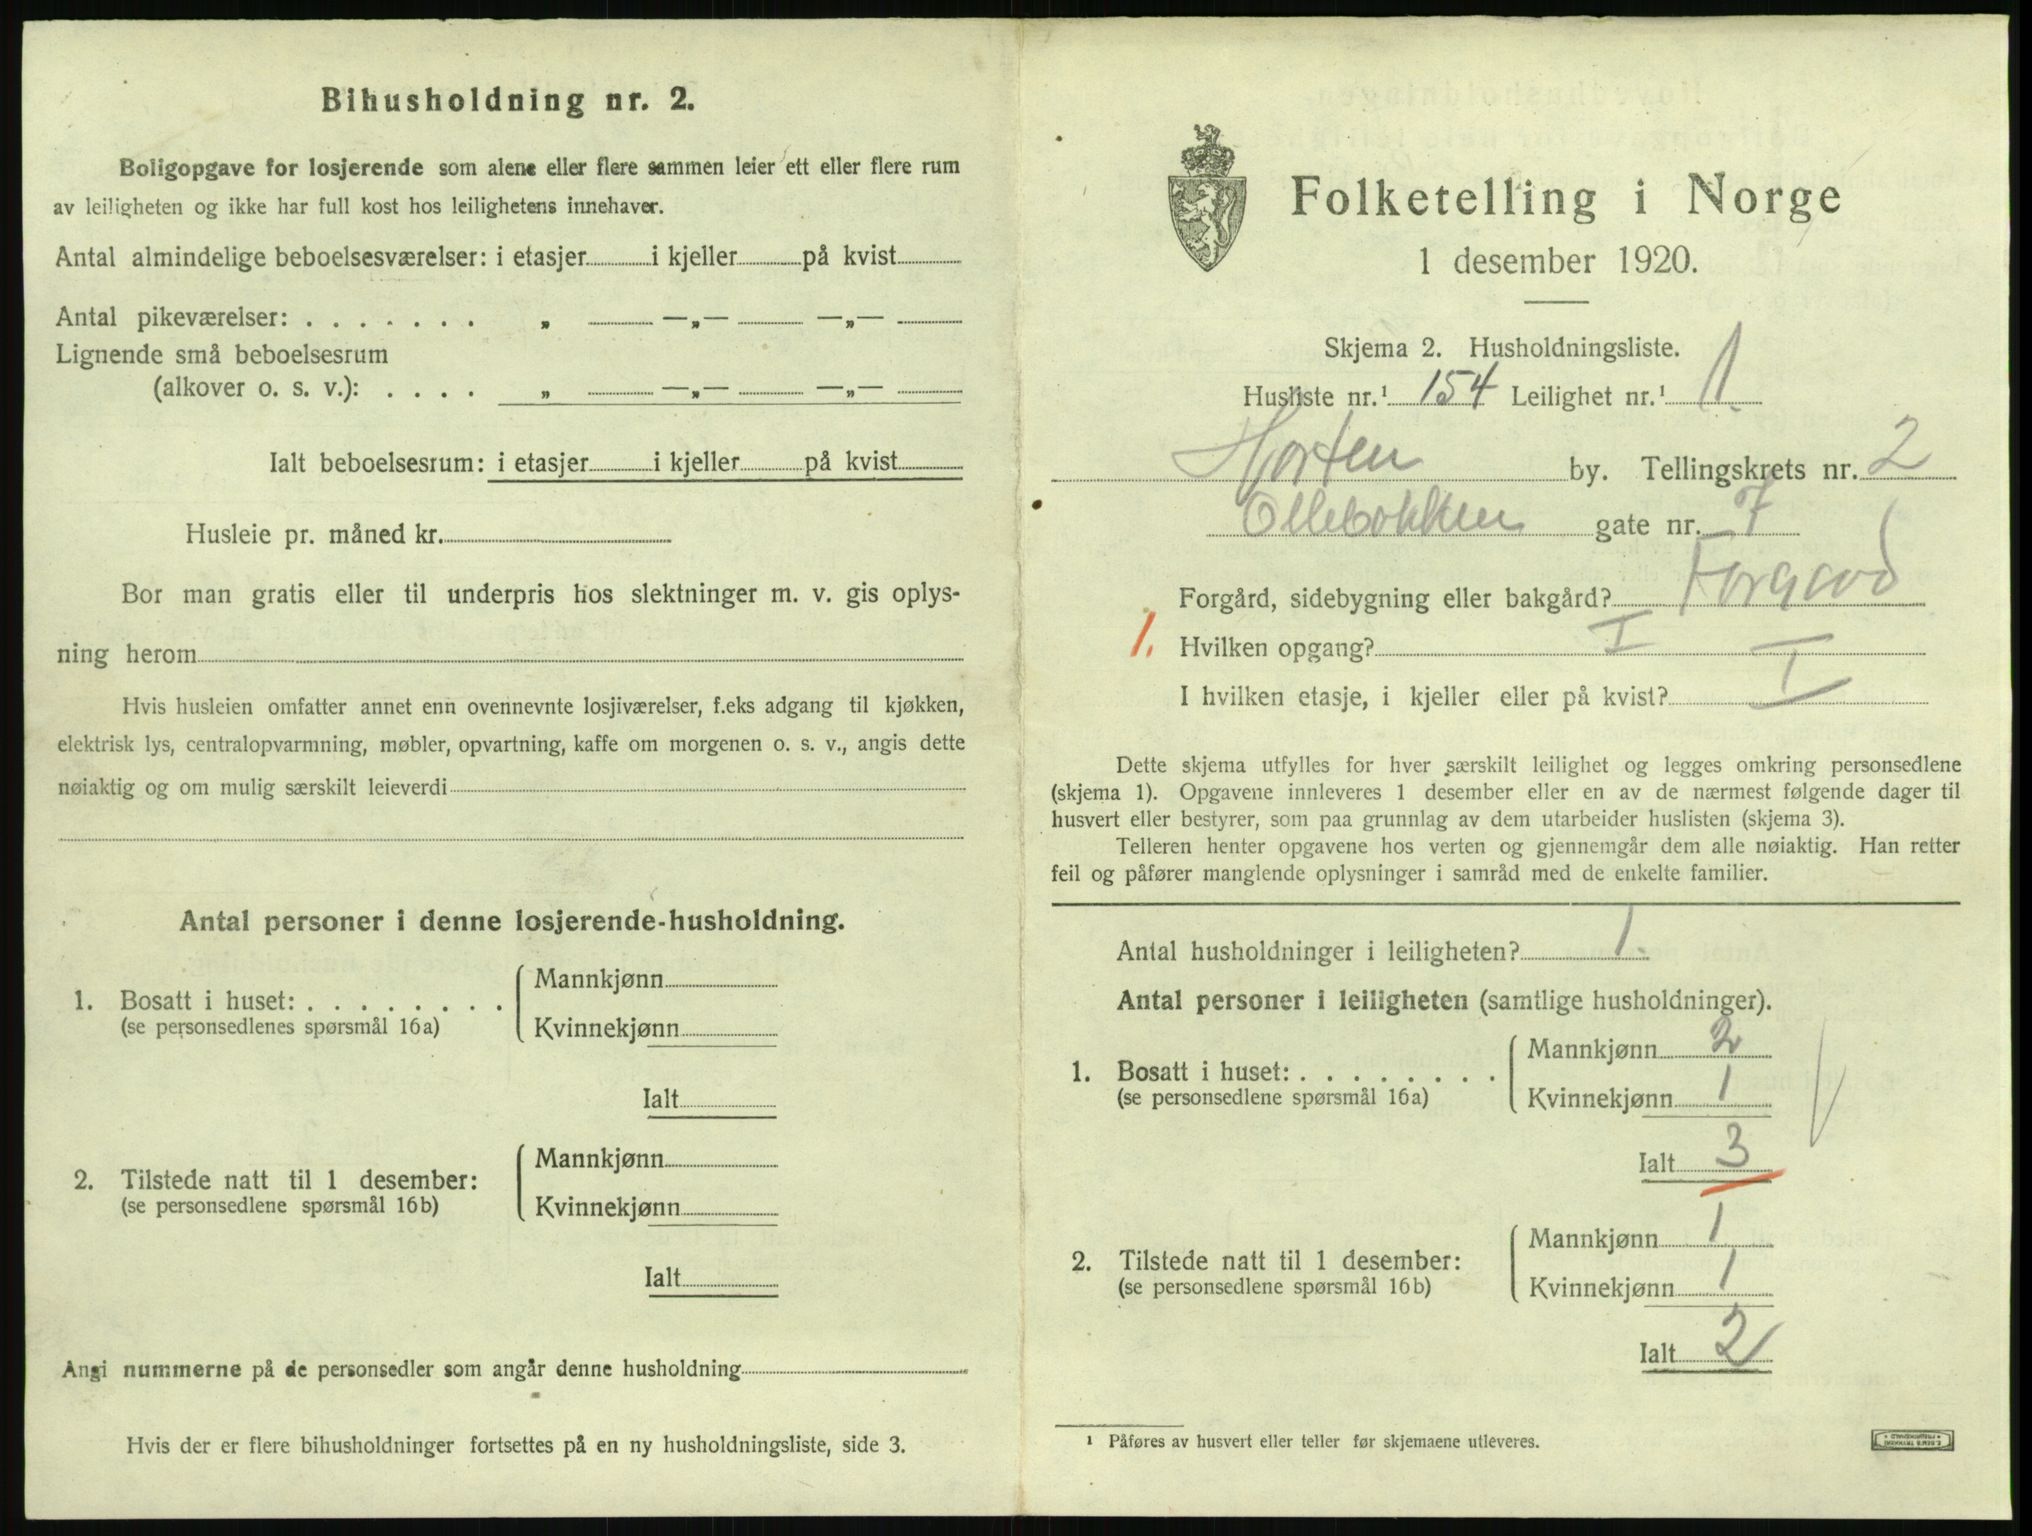 Bihusholdning nr. 2.
Boligopgave for losjerende som alene eller flere sammen leier ett eller flere rum
av leiligheten og ikke har full kost hos leilighetens innehaver.
Antal almindelige beboelsesværelser: i etasjer i kjeller på kvist
Antal pikeværelser: . . . . . . . „ —„— —„—
Lignende små beboelsesrum
(alkover o. s. v.): . . . . „ —„— —„—
Ialt beboelsesrum: i etasjer i kjeller på kvist
Husleie pr. måned kr.
Bor man gratis eller til underpris hos slektninger m. v. gis oplys-
ning herom
Hvis husleien omfatter annet enn ovennevnte losjiværelser, f.eks adgang til kjøkken,
elektrisk lys, centralopvarmning, møbler, opvartning, kaffe om morgenen o. s. v., angis dette
nøiaktig og om mulig særskilt leieverdi
Antal personer i denne losjerende-husholdning.
1. Bosatt i huset: . . . . . . . .
(se personsedlenes spørsmål 16a)
Mannkjønn
Kvinnekjønn
Ialt
2. Tilstede natt til 1 desember:
(se personsedlene spørsmål 16b)
Mannkjønn
Kvinnekjønn
Ialt
Angi nummerne på de personsedler som angår denne husholdning
Hvis der er flere bihusholdninger fortsettes på en ny husholdningsliste, side 3.
Folketelling i Norge
1 desember 1920.
Skjema 2. Husholdningsliste.
Husliste nr.¹ 154 Leilighet nr.¹ 1.
Horten by. Tellingskrets nr. 2
Ollebakken gate nr. 7
Forgård, sidebygning eller bakgård? Forgård
1. Hvilken opgang? I
I hvilken etasje, i kjeller eller på kvist? I
Dette skjema utfylles for hver særskilt leilighet og legges omkring personsedlene
(skjema 1). Opgavene innleveres 1 desember eller en av de nærmest følgende dager til
husvert eller bestyrer, som paa grunnlag av dem utarbeider huslisten (skjema 3).
Telleren henter opgavene hos verten og gjennemgår dem alle nøiaktig. Han retter
feil og påfører manglende oplysninger i samråd med de enkelte familier.
Antal husholdninger i leiligheten? 1.
Antal personer i leiligheten (samtlige husholdninger).
1. Bosatt i huset: . . . . . . . .
(se personsedlene spørsmål 16a)
Mannkjønn 2
Kvinnekjønn 1
Ialt 3
2. Tilstede natt til 1 desember:
(se personsedlene spørsmål 16b)
Mannkjønn 1
Kvinnekjønn 1
Ialt 2
¹ Påføres av husvert eller teller før skjemaene utleveres.